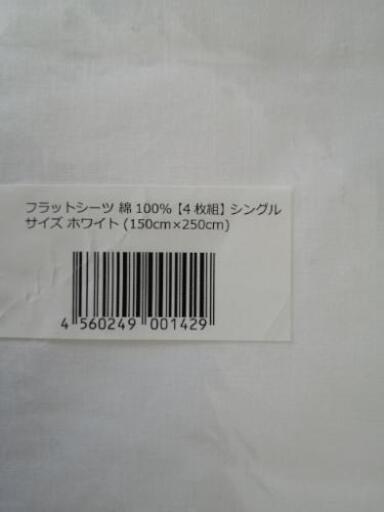 フラットシーツ 綿 100% 【4 枚組】 シングル
サイズ ホワイト (150cm×250cm)
4 560249 001429